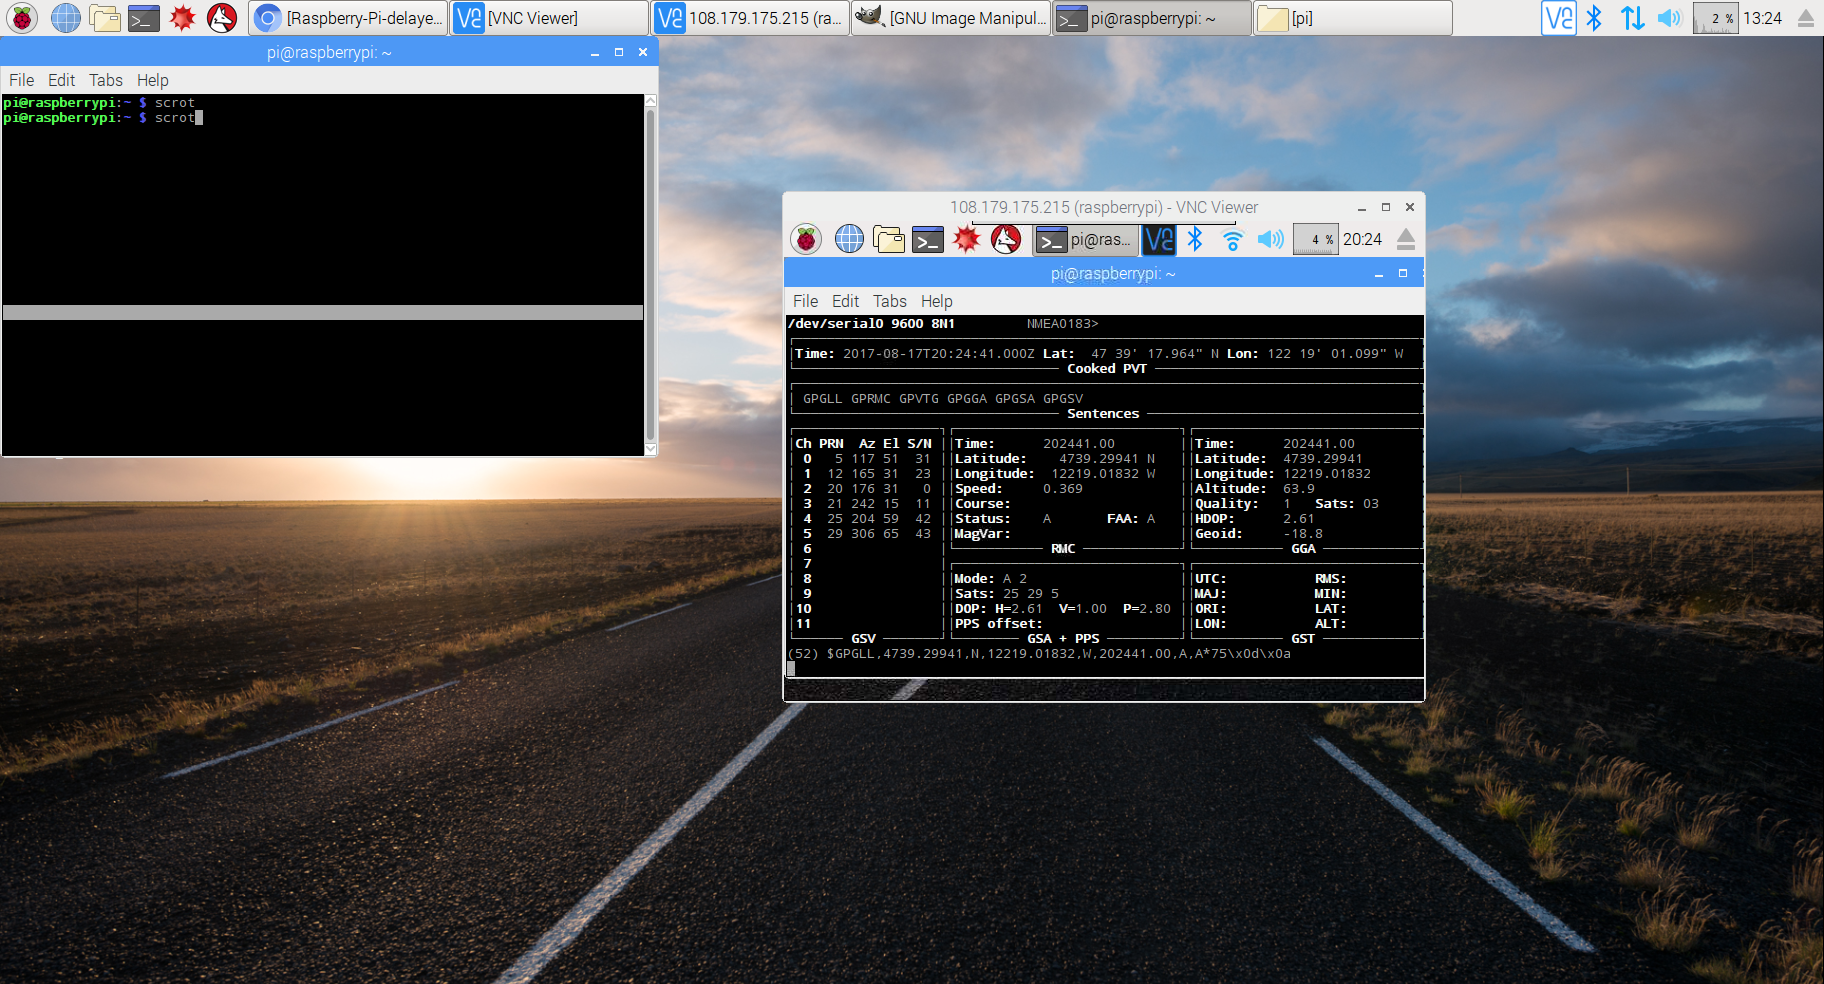 [Raspberry-Pi-delaye... [VNC Viewer] 108.179.175.215 (ra... [GNU Image Manipul... pi@raspberrypi: ~ [pi] 2 % 13:24
pi@raspberrypi: ~
File Edit Tabs Help
pi@raspberrypi:~ $ scrot
pi@raspberrypi:~ $ scrot
108.179.175.215 (raspberrypi) - VNC Viewer
pi@ras... 4 % 20:24
pi@raspberrypi: ~
File Edit Tabs Help
/dev/serial0 9600 8N1 NMEA0183>
Time: 2017-08-17T20:24:41.000Z Lat: 47 39' 17.964" N Lon: 122 19' 01.099" W
Cooked PVT
GPGLL GPRMC GPVTG GPGGA GPGSA GPGSV
Sentences
Ch PRN Az El S/N Time: 202441.00 Time: 202441.00
0 5 117 51 31 Latitude: 4739.29941 N Latitude: 4739.29941
1 12 165 31 23 Longitude: 12219.01832 W Longitude: 12219.01832
2 20 176 31 0 Speed: 0.369 Altitude: 63.9
3 21 242 15 11 Course: Quality: 1 Sats: 03
4 25 204 59 42 Status: A FAA: A HDOP: 2.61
5 29 306 65 43 MagVar: Geoid: -18.8
6 RMC GGA
7
8 Mode: A 2 UTC: RMS:
9 Sats: 25 29 5 MAJ: MIN:
10 DOP: H=2.61 V=1.00 P=2.80 ORI: LAT:
11 PPS offset: LON: ALT:
GSV GSA + PPS GST
(52) $GPGLL,4739.29941,N,12219.01832,W,202441.00,A,A*75\x0d\x0a